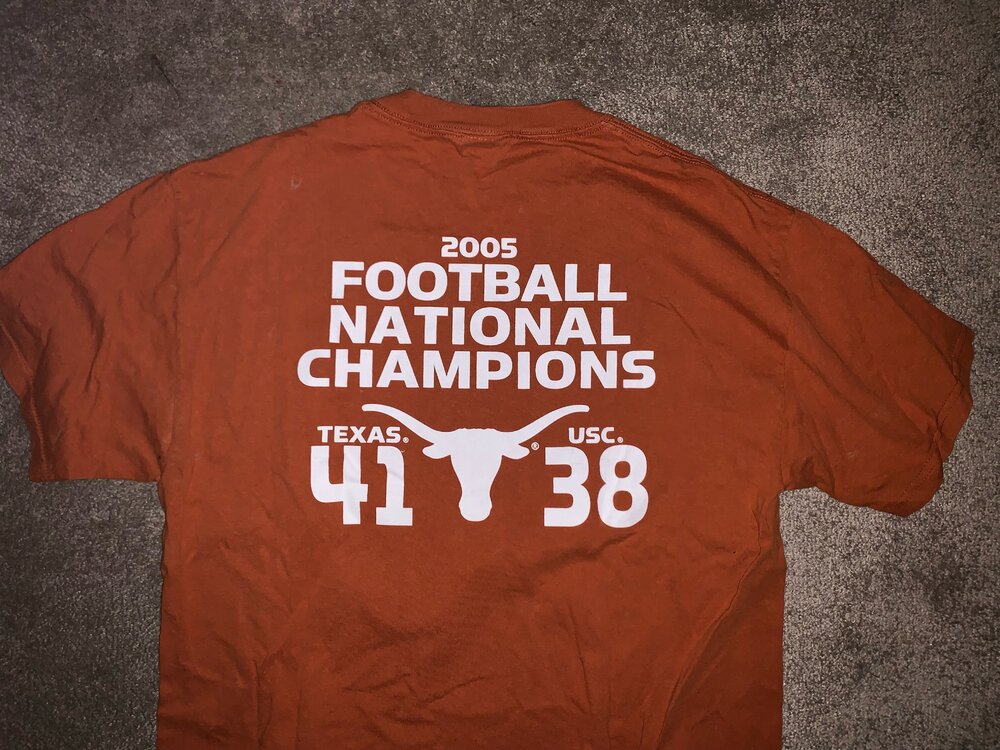 2005
FOOTBALL
NATIONAL
CHAMPIONS
TEXAS® ® USC®
41 38